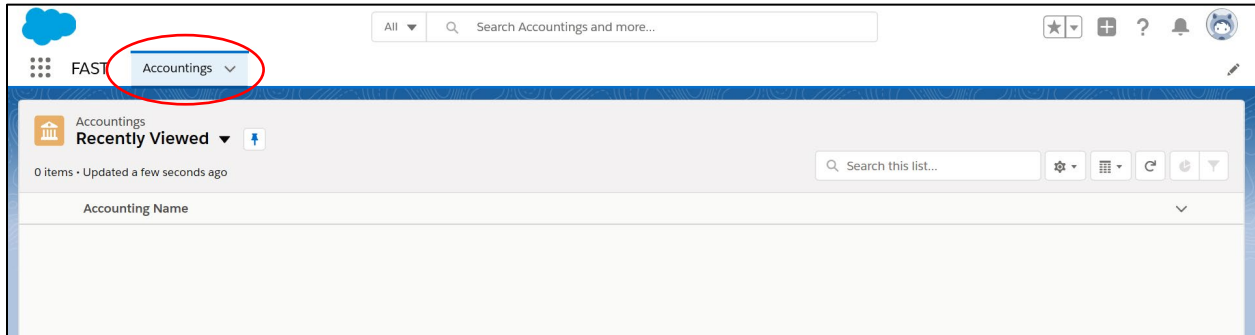 All Search Accountings and more...
FAST Accountings
Accountings
Recently Viewed
0 items • Updated a few seconds ago
Search this list...
Accounting Name